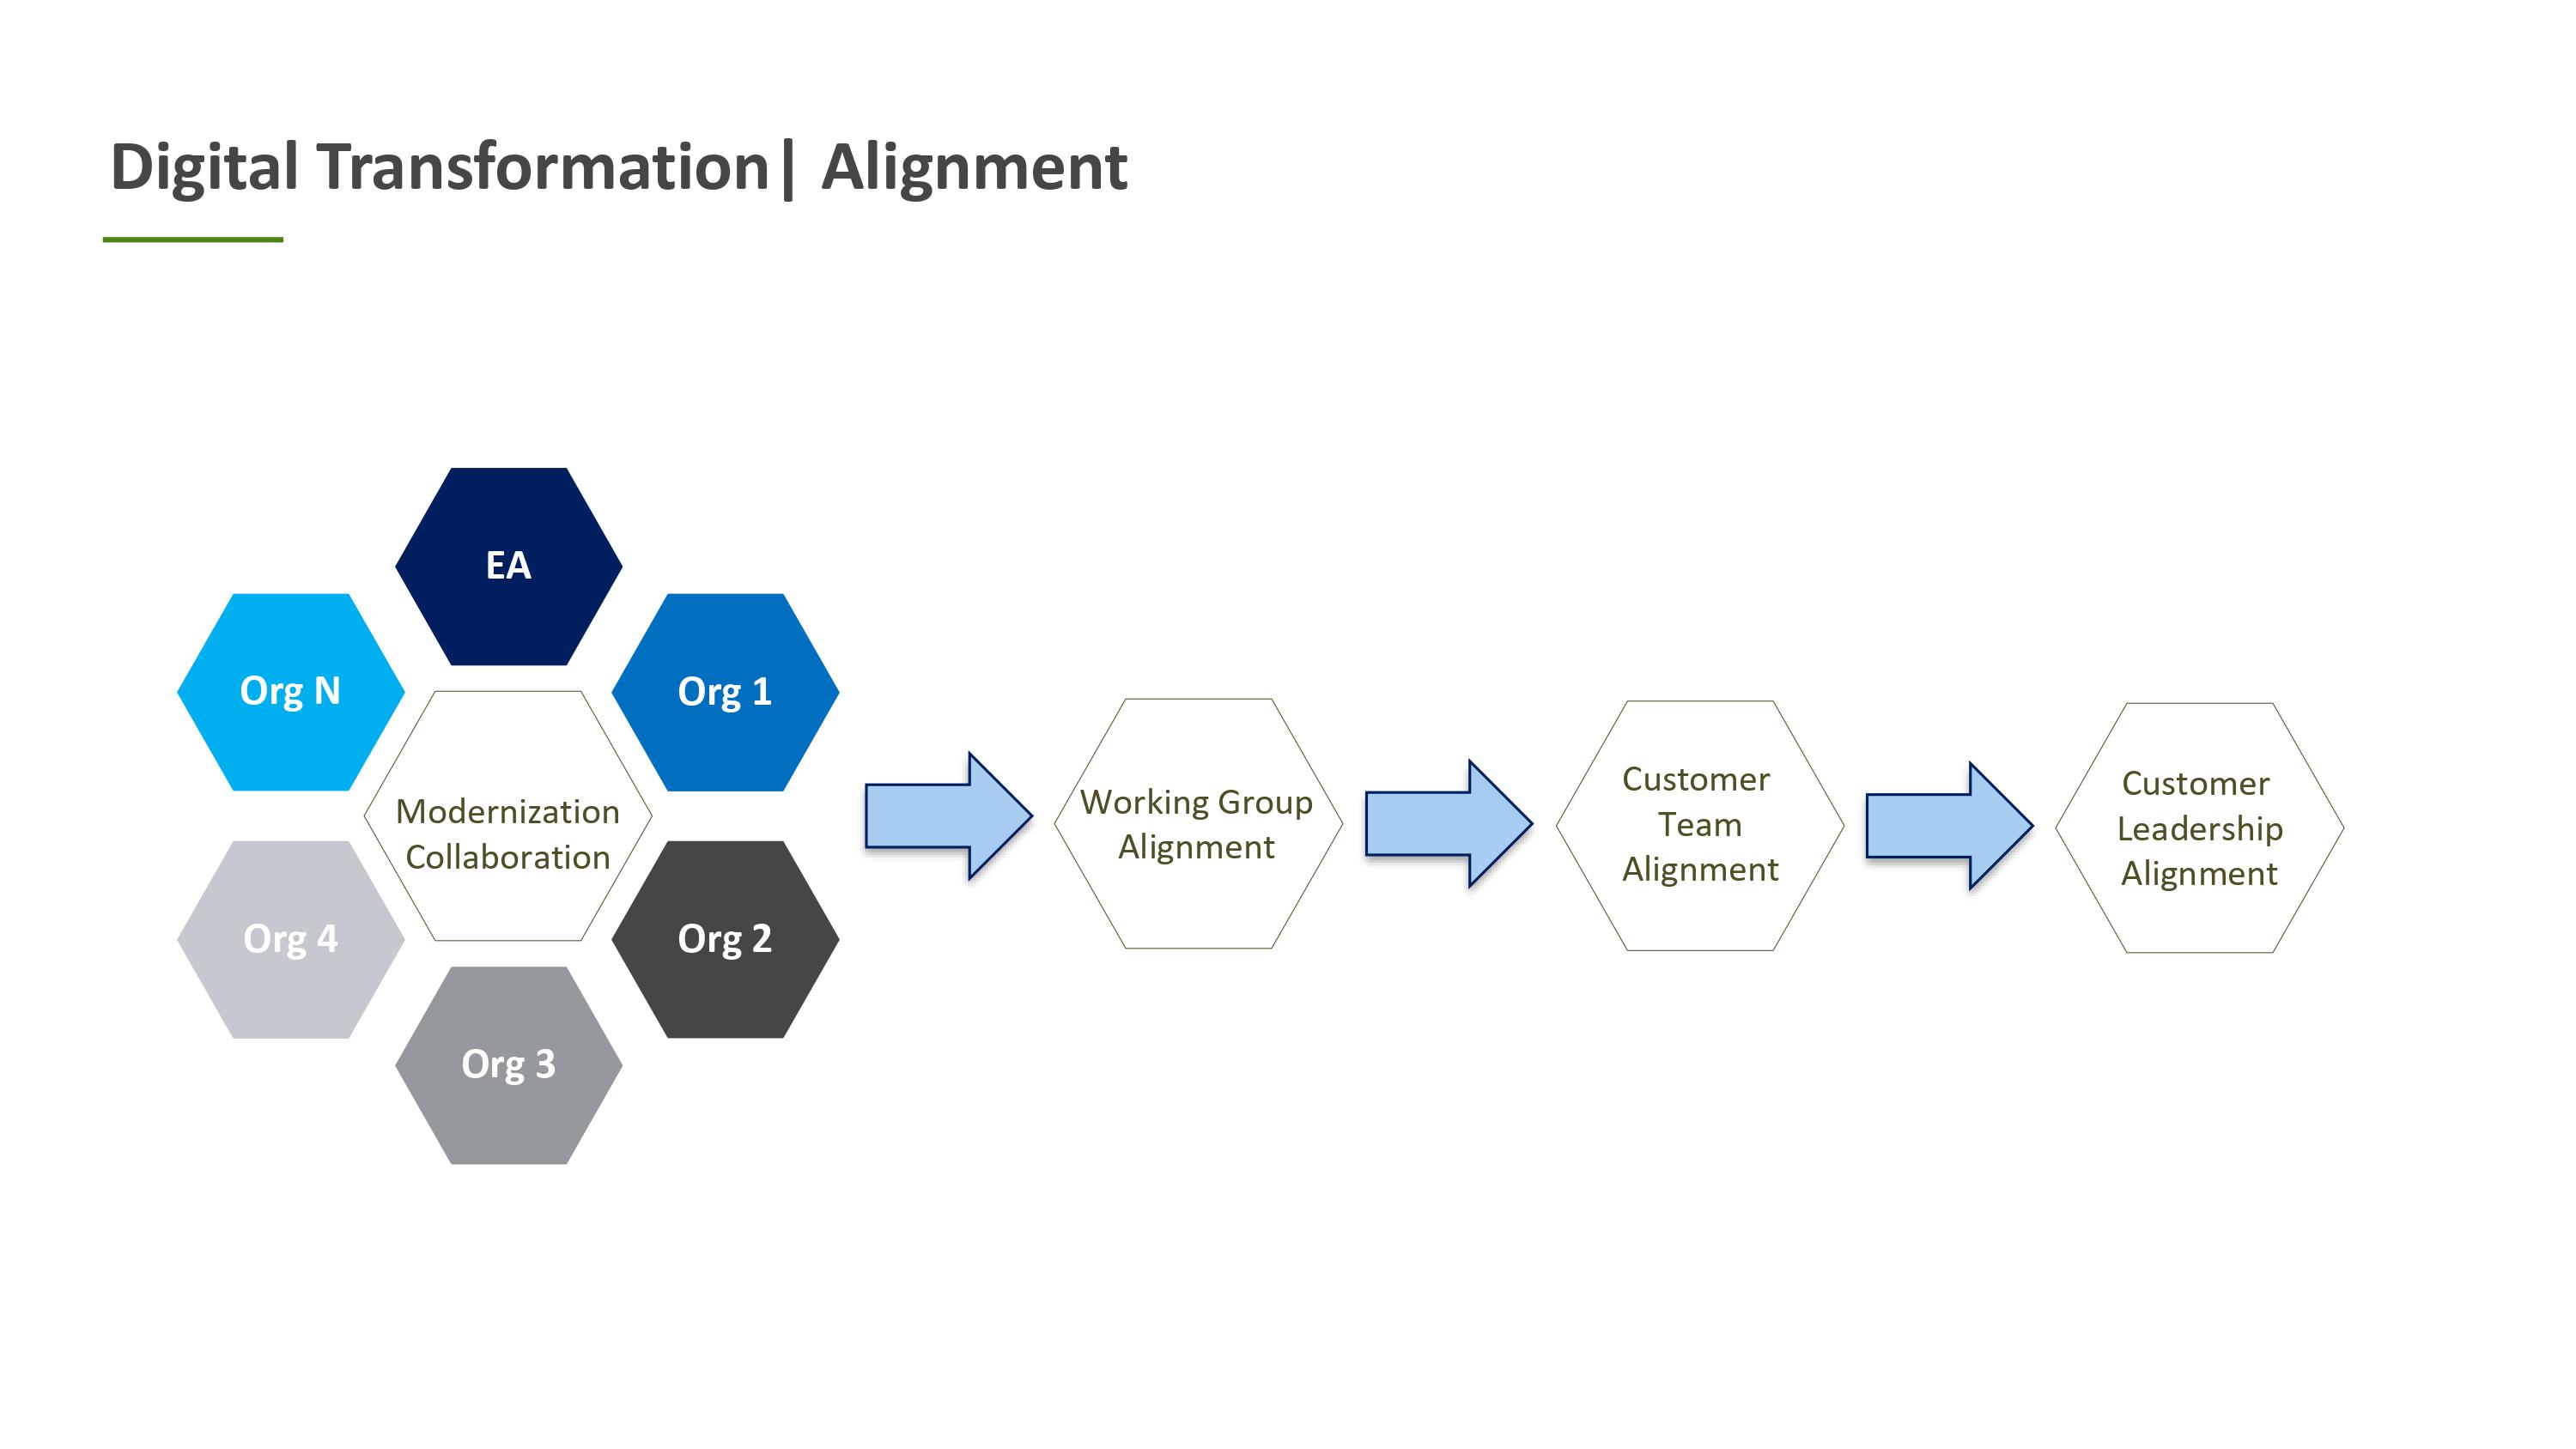 Digital Transformation| Alignment
EA
Org N
Org 1
Modernization
Collaboration
Org 4
Org 2
Org 3
Working Group
Alignment
Customer
Team
Alignment
Customer
Leadership
Alignment